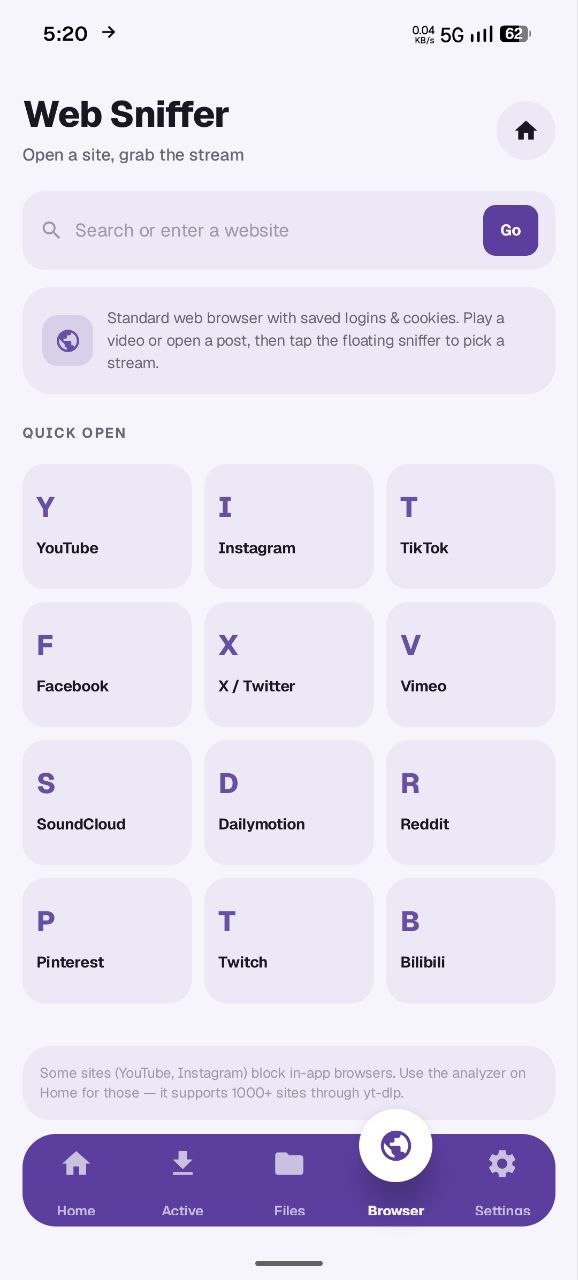 5:20
0.04
KB/s
5G
62
Web Sniffer
Open a site, grab the stream
Search or enter a website
Go
Standard web browser with saved logins & cookies. Play a
video or open a post, then tap the floating sniffer to pick a
stream.
QUICK OPEN
Y
YouTube
I
Instagram
T
TikTok
F
Facebook
X
X / Twitter
V
Vimeo
S
SoundCloud
D
Dailymotion
R
Reddit
P
Pinterest
T
Twitch
B
Bilibili
Some sites (YouTube, Instagram) block in-app browsers. Use the analyzer on
Home for those — it supports 1000+ sites through yt-dlp.
Home
Active
Files
Browser
Settings